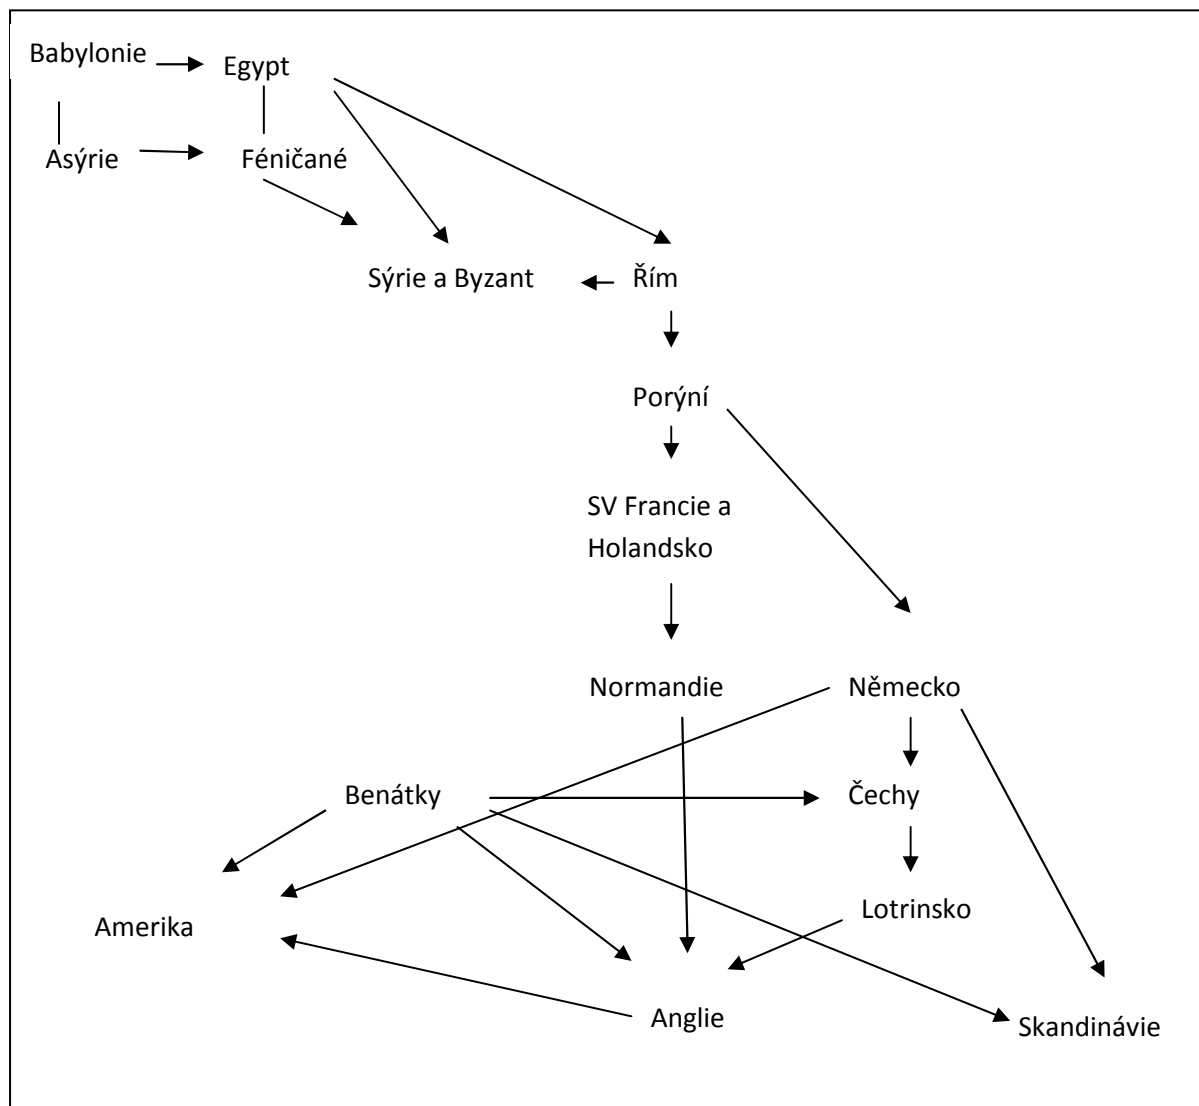 Babylonie
Egypt
Asýrie
Féničané
Sýrie a Byzant
Řím
Porýní
SV Francie a
Holandsko
Normandie
Německo
Benátky
Čechy
Lotrinsko
Amerika
Anglie
Skandinávie